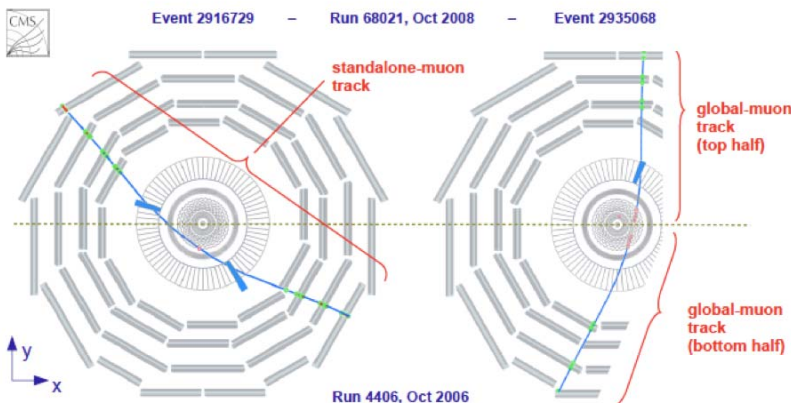 CMS
Event 2916729 – Run 68021, Oct 2008 – Event 2935068
standalone-muon
track
global-muon
track
(top half)
global-muon
track
(bottom half)
y
x
Run 4406, Oct 2006